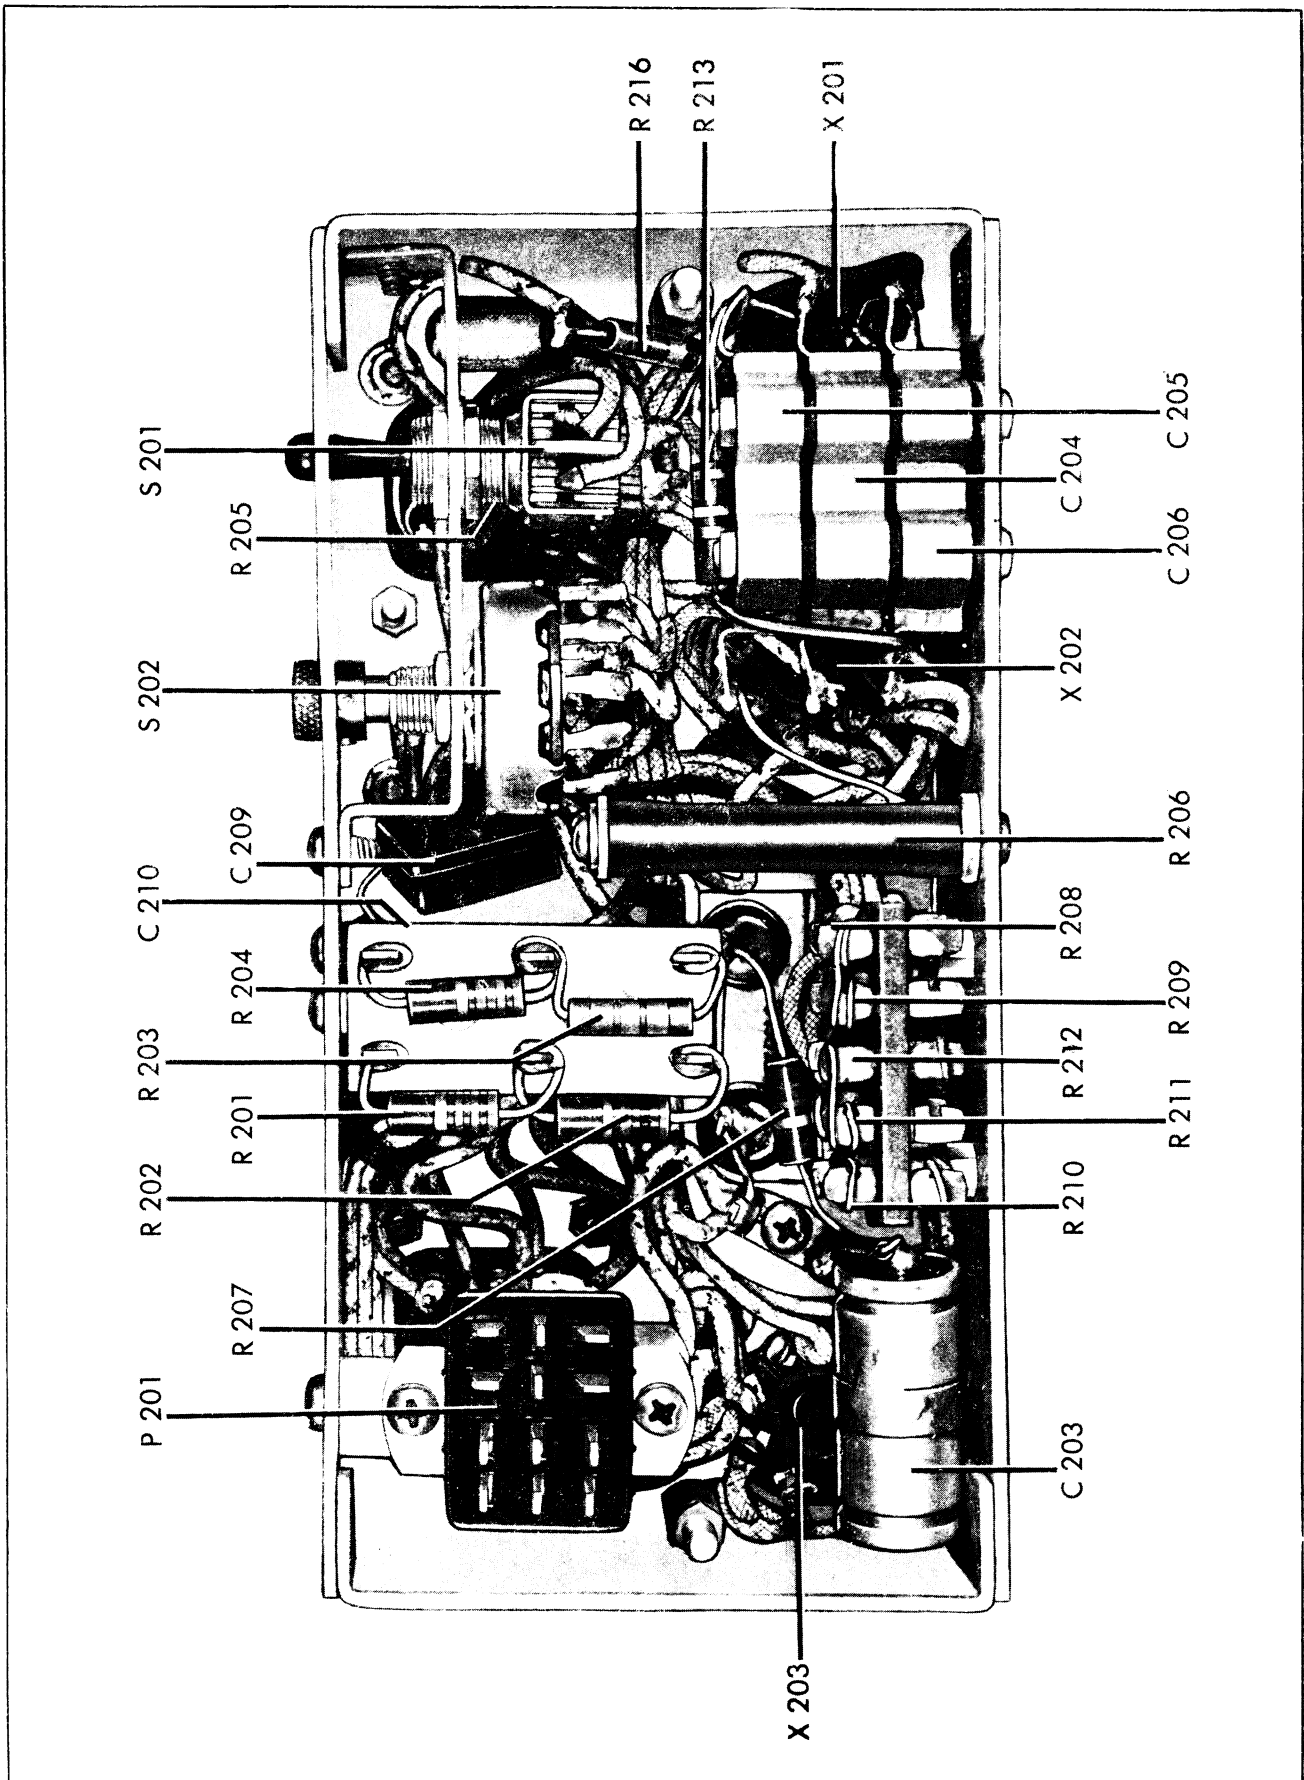 P 201
R 202
R 203
C 210
S 202
S 201
R 207
R 201
R 204
C 209
R 205
R 216
R 213
X 203
X 201
C 203
R 210
R 212
R 208
X 202
C 204
R 211
R 209
R 206
C 206
C 205